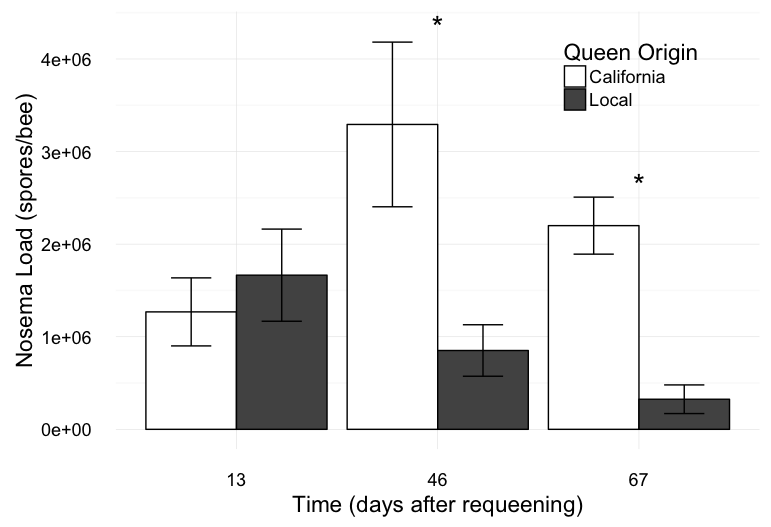 *
Queen Origin
California
Local
*
4e+06
3e+06
2e+06
1e+06
0e+00
Nosema Load (spores/bee)
13 46 67
Time (days after requeening)